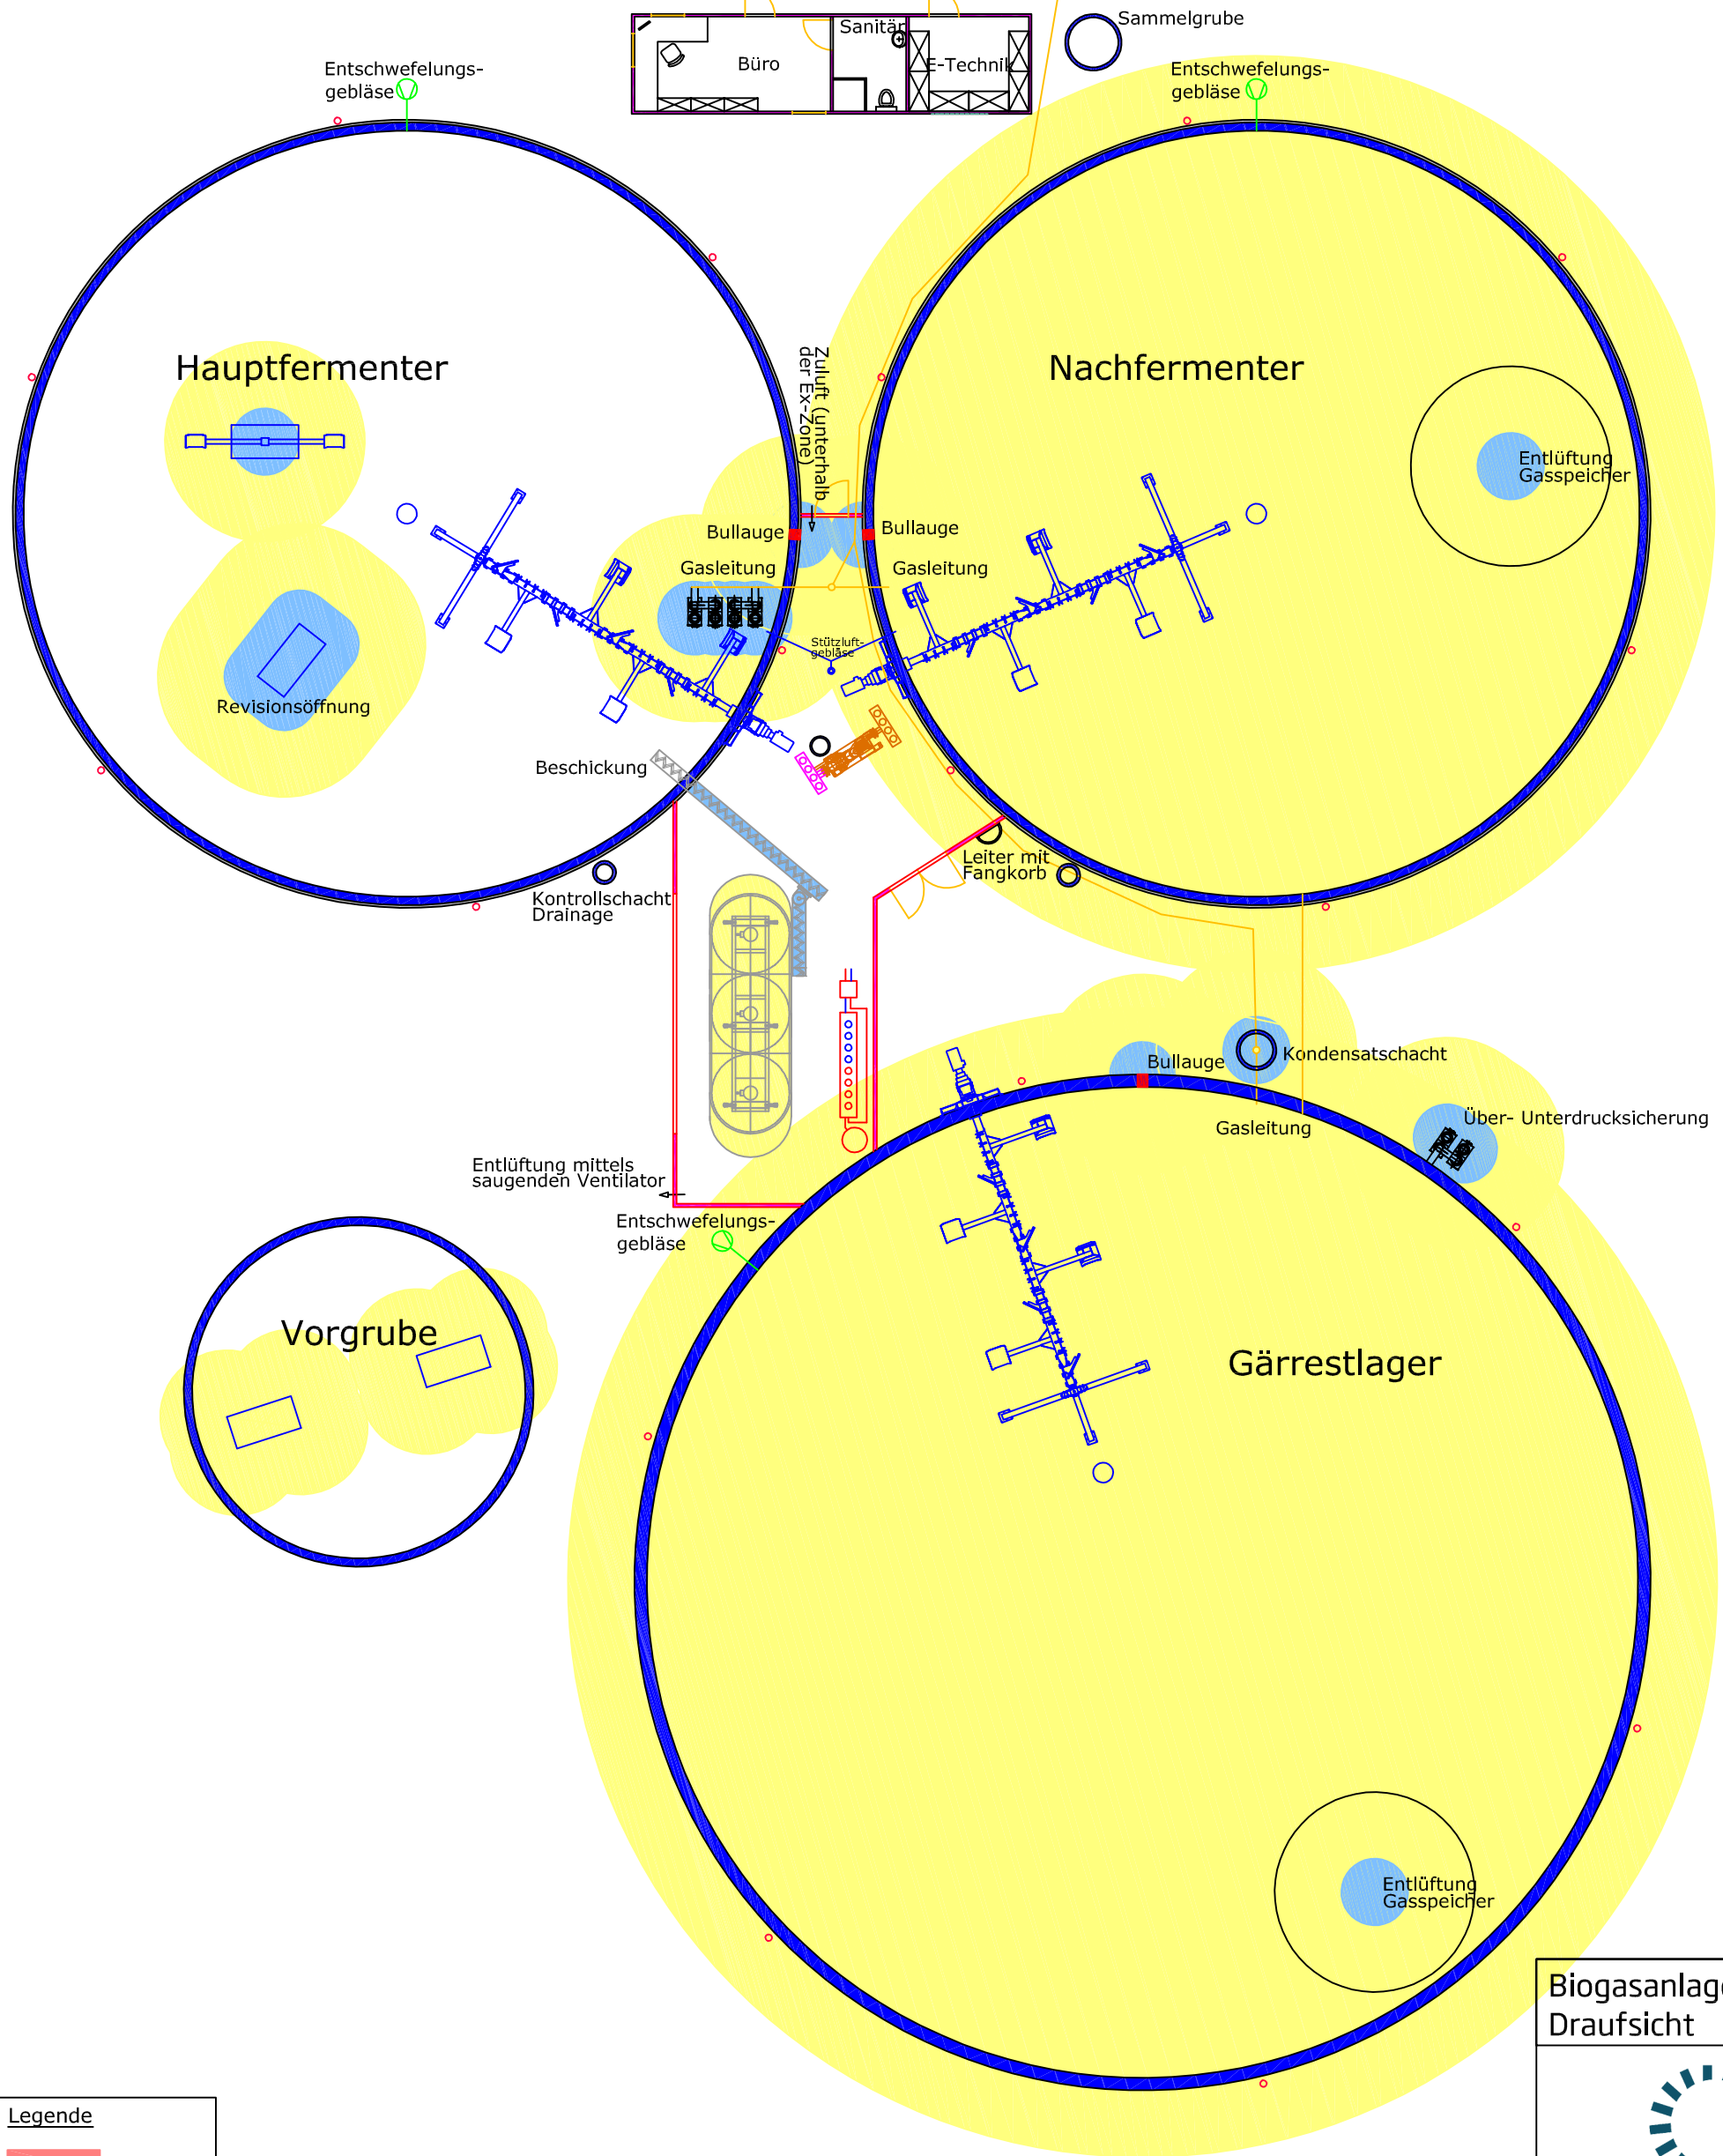 Sammelgrube
Sanitär
Büro
E-Technik
Entschwefelungs-
gebläse
Entschwefelungs-
gebläse
Hauptfermenter
Nachfermenter
Zuluft (unterhalb
der Ex-Zone)
Entlüftung
Gasspeicher
Bullauge
Bullauge
Gasleitung
Gasleitung
Stützluft-
gebläse
Revisionsöffnung
Beschickung
Leiter mit
Fangkorb
Kontrollschacht
Drainage
Bullauge
Kondensatschacht
Gasleitung
Über- Unterdrucksicherung
Entlüftung mittels
saugenden Ventilator
Entschwefelungs-
gebläse
Vorgrube
Gärrestlager
Entlüftung
Gasspeicher
Biogasanlage
Draufsicht
Legende